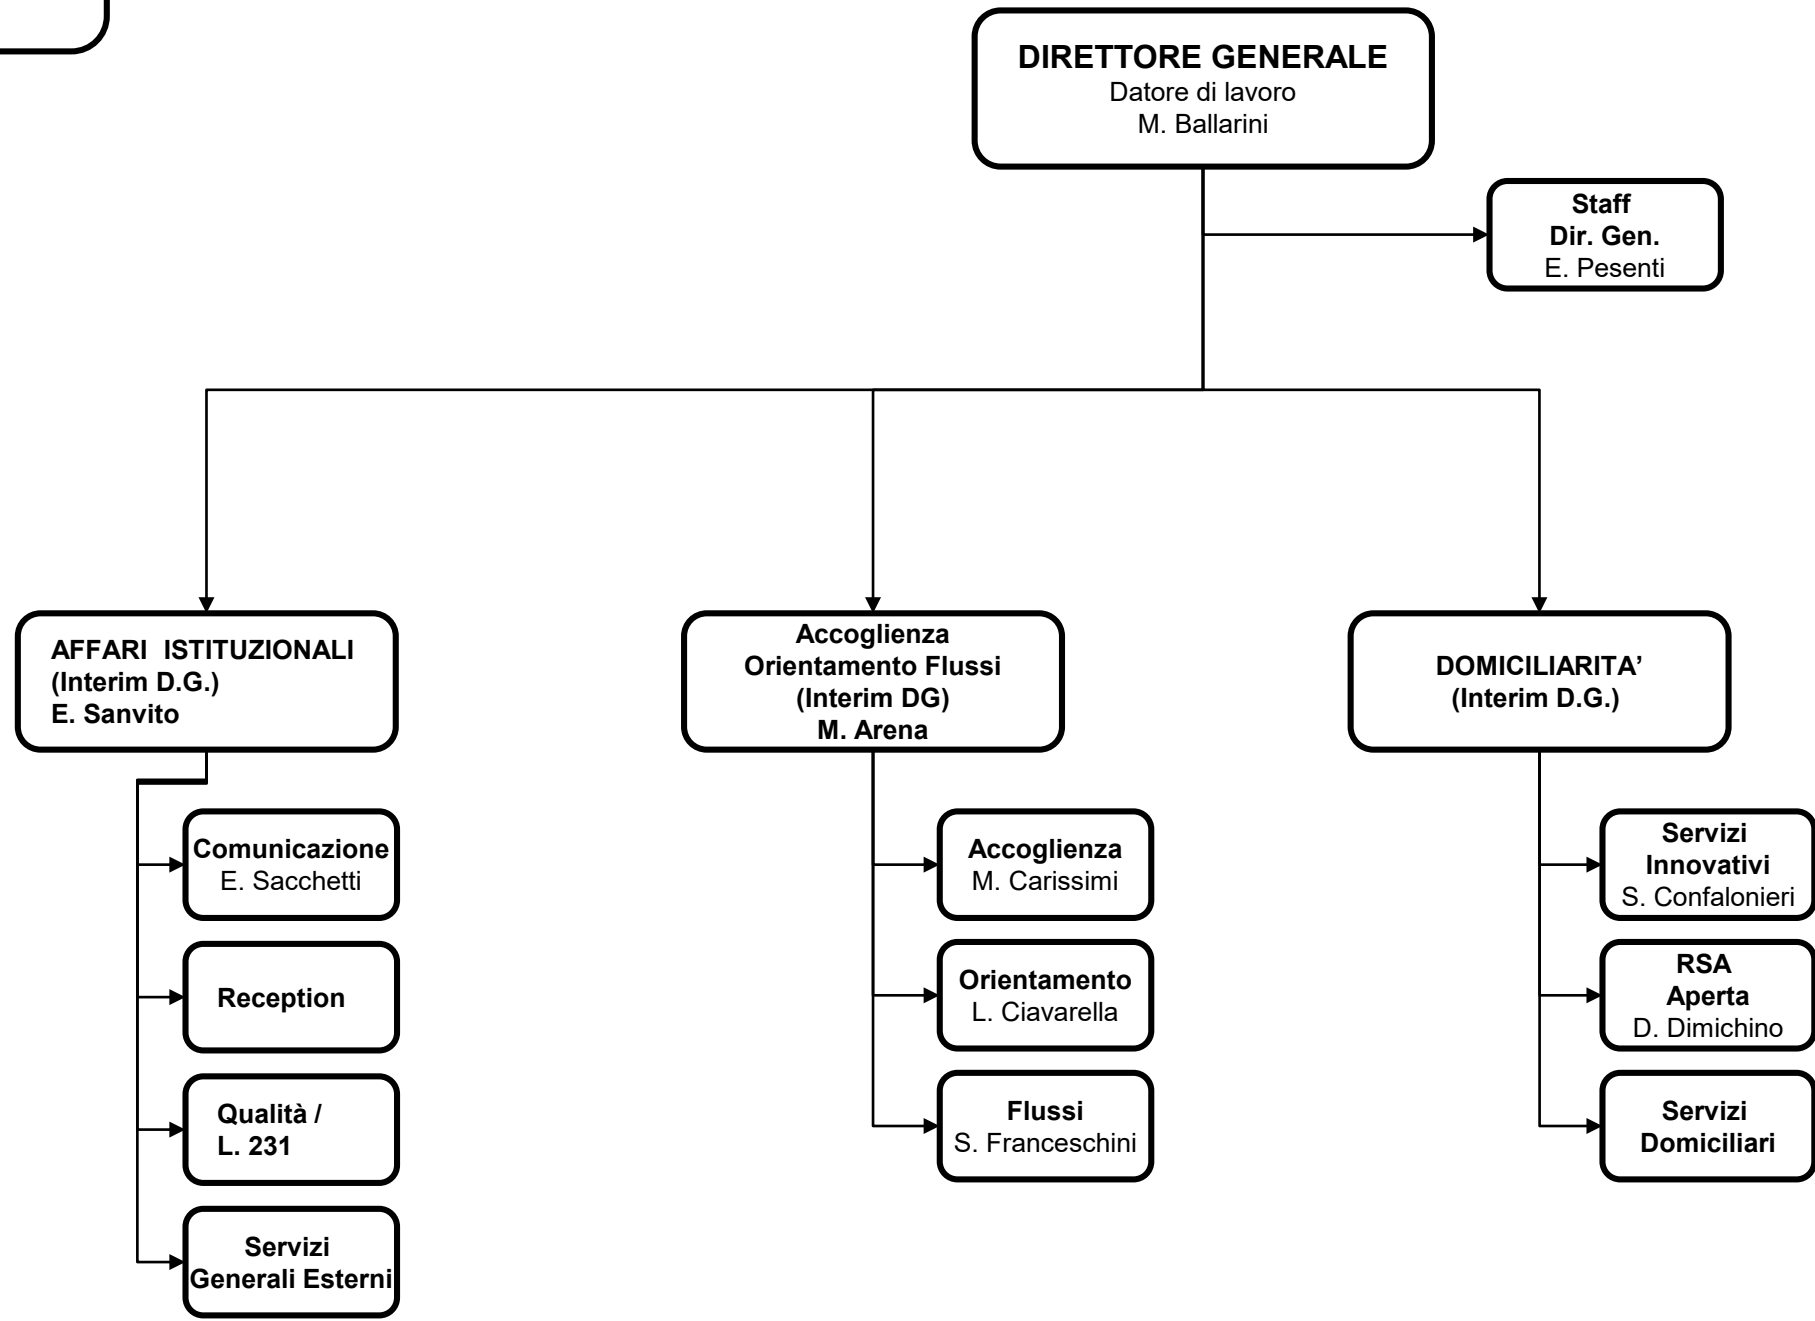 DIRETTORE GENERALE
Datore di lavoro
M. Ballarini
Staff
Dir. Gen.
E. Pesenti
AFFARI ISTITUZIONALI
(Interim D.G.)
E. Sanvito
Comunicazione
E. Sacchetti
Reception
Qualità /
L. 231
Servizi
Generali Esterni
Accoglienza
Orientamento Flussi
(Interim DG)
M. Arena
Accoglienza
M. Carissimi
Orientamento
L. Ciavarella
Flussi
S. Franceschini
DOMICILIARITA’
(Interim D.G.)
Servizi
Innovativi
S. Confalonieri
RSA
Aperta
D. Dimichino
Servizi
Domiciliari